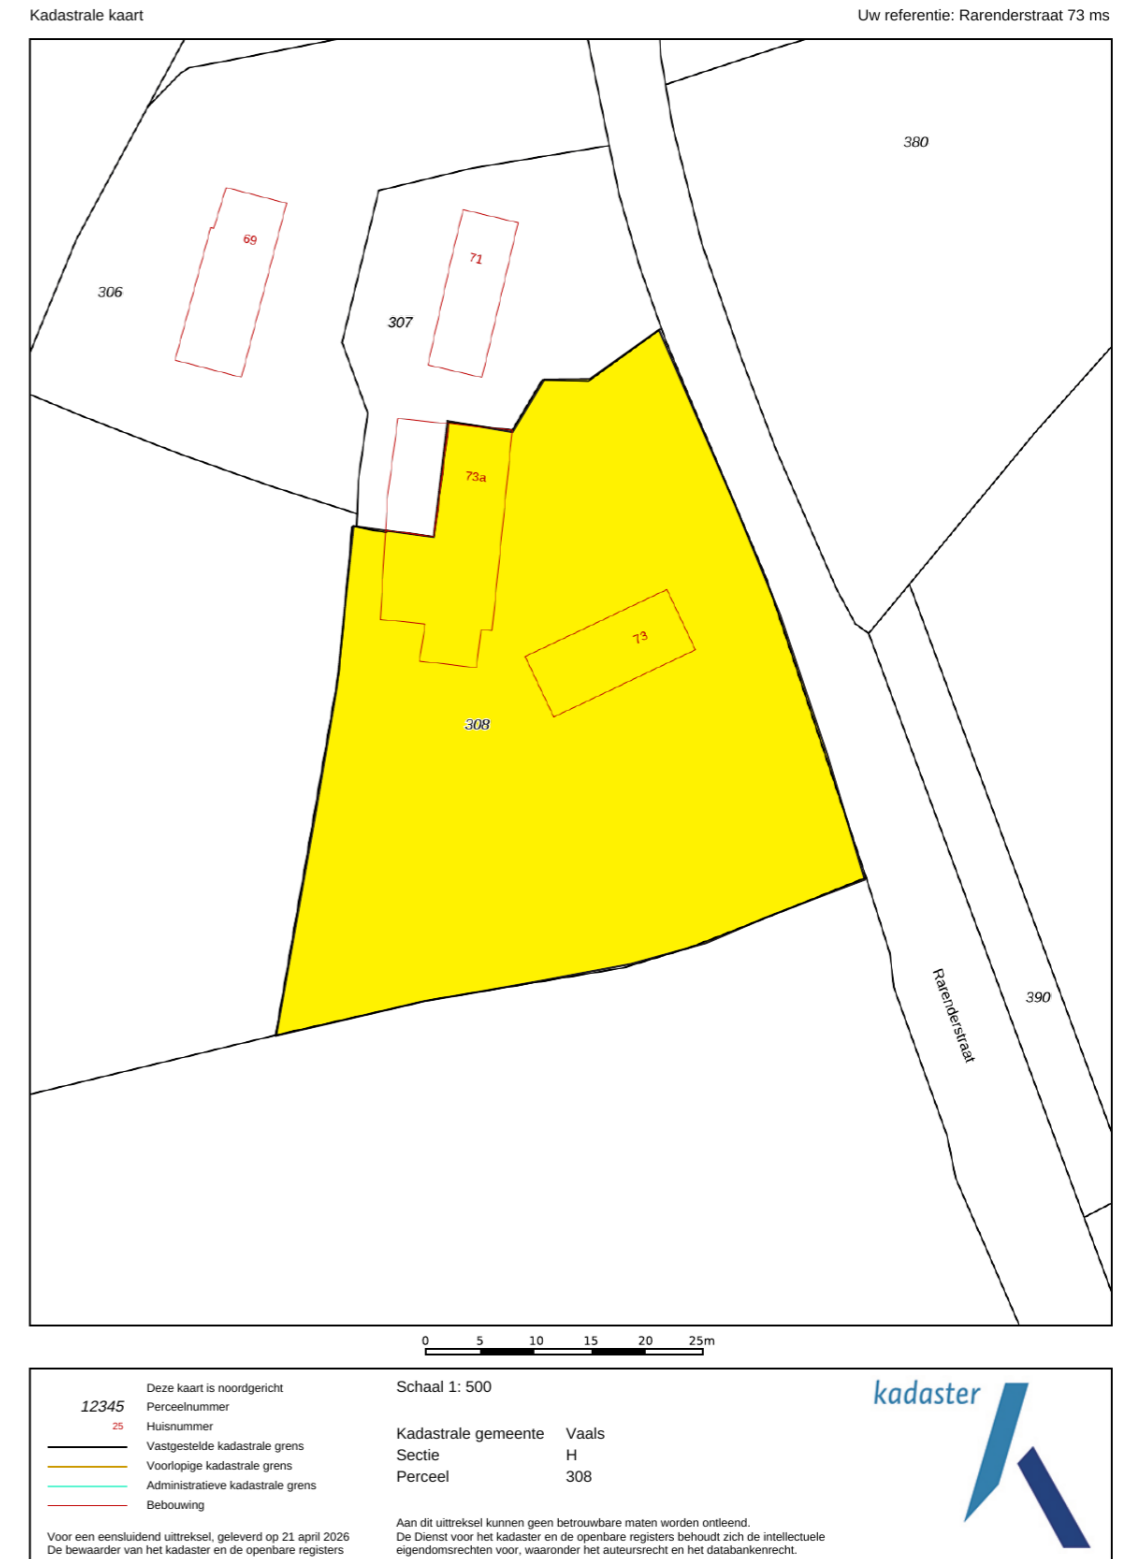 Kadastrale kaart
Uw referentie: Rarenderstraat 73 ms
380
69
71
306
307
73a
73
308
Rarenderstraat
390
0 5 10 15 20 25m
Deze kaart is noordgericht
12345 Perceelnummer
25 Huisnummer
Vastgestelde kadastrale grens
Voorlopige kadastrale grens
Administratieve kadastrale grens
Bebouwing
Voor een eensluidend uittreksel, geleverd op 21 april 2026
De bewaarder van het kadaster en de openbare registers
Schaal 1: 500
Kadastrale gemeente Vaals
Sectie H
Perceel 308
Aan dit uittreksel kunnen geen betrouwbare maten worden ontleend.
De Dienst voor het kadaster en de openbare registers behoudt zich de intellectuele
eigendomsrechten voor, waaronder het auteursrecht en het databankenrecht.
kadaster